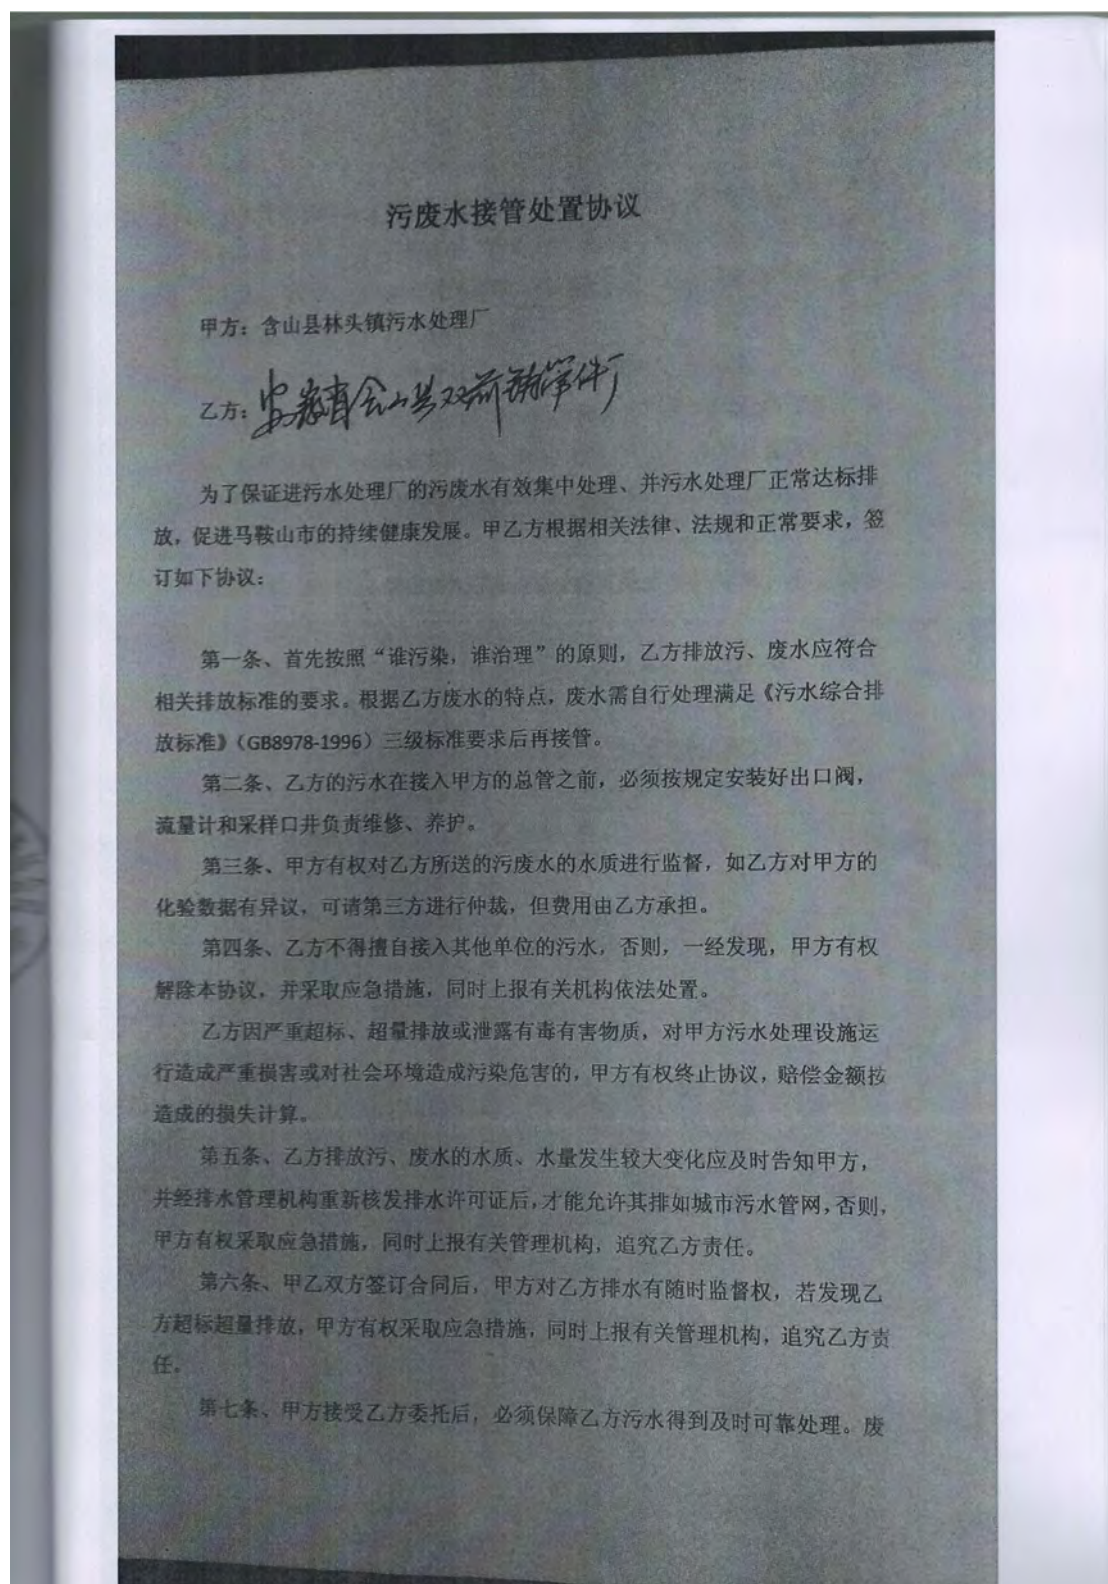 污废水接管处置协议
甲方：含山县林头镇污水处理厂
乙方：安徽省含山县双前铸管件厂
为了保证进污水处理厂的污废水有效集中处理、并污水处理厂正常达标排
放，促进马鞍山市的持续健康发展。甲乙方根据相关法律、法规和正常要求，签
订如下协议：
第一条、首先按照“谁污染，谁治理”的原则，乙方排放污、废水应符合
相关排放标准的要求。根据乙方废水的特点，废水需自行处理满足《污水综合排
放标准》（GB8978-1996）三级标准要求后再接管。
第二条、乙方的污水在接入甲方的总管之前，必须按规定安装好出口阀，
流量计和采样口井负责维修、养护。
第三条、甲方有权对乙方所送的污废水的水质进行监督，如乙方对甲方的
化验数据有异议，可请第三方进行仲裁，但费用由乙方承担。
第四条、乙方不得擅自接入其他单位的污水，否则，一经发现，甲方有权
解除本协议，并采取应急措施，同时上报有关机构依法处置。
乙方因严重超标、超量排放或泄露有毒有害物质，对甲方污水处理设施运
行造成严重损害或对社会环境造成污染危害的，甲方有权终止协议，赔偿金额按
造成的损失计算。
第五条、乙方排放污、废水的水质、水量发生较大变化应及时告知甲方，
并经排水管理机构重新核发排水许可证后，才能允许其排如城市污水管网，否则，
甲方有权采取应急措施，同时上报有关管理机构，追究乙方责任。
第六条、甲乙双方签订合同后，甲方对乙方排水有随时监督权，若发现乙
方超标超量排放，甲方有权采取应急措施，同时上报有关管理机构，追究乙方责
任。
第七条、甲方接受乙方委托后，必须保障乙方污水得到及时可靠处理。废